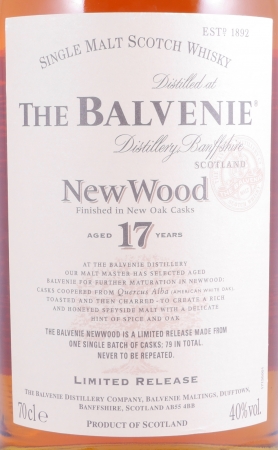 ESTD 1892
SINGLE MALT SCOTCH WHISKY
Distilled at
THE BALVENIE
Distillery, Banffshire
SCOTLAND
NewWood
Finished in New Oak Casks
AGED 17 YEARS
AT THE BALVENIE DISTILLERY
OUR MALT MASTER HAS SELECTED AGED
BALVENIE FOR FURTHER MATURATION IN NEWWOOD;
CASKS COOPERED FROM Quercus Alba (AMERICAN WHITE OAK),
TOASTED AND THEN CHARRED - TO CREATE A RICH
AND HONEYED SPEYSIDE MALT WITH A DELICATE
HINT OF SPICE AND OAK
THE BALVENIE NEWWOOD IS A LIMITED RELEASE MADE FROM
ONE SINGLE BATCH OF CASKS; 79 IN TOTAL.
NEVER TO BE REPEATED.
LIMITED RELEASE
THE BALVENIE DISTILLERY COMPANY, BALVENIE MALTINGS, DUFFTOWN,
70cl e BANFFSHIRE, SCOTLAND AB55 4BB 40%vol.
PRODUCT OF SCOTLAND